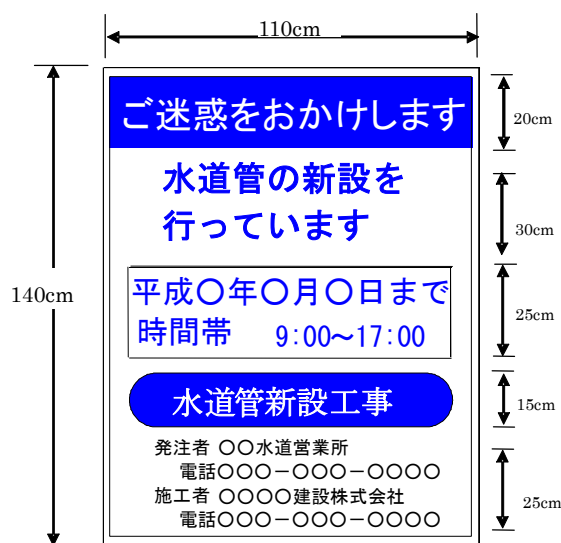 110cm
ご迷惑をおかけします
20cm
水道管の新設を
行っています
30cm
140cm
平成〇年〇月〇日まで
時間帯 9:00~17:00
25cm
水道管新設工事
15cm
発注者 〇〇水道営業所
電話〇〇〇-〇〇〇-〇〇〇〇
施工者 〇〇〇〇建設株式会社
電話〇〇〇-〇〇〇-〇〇〇〇
25cm